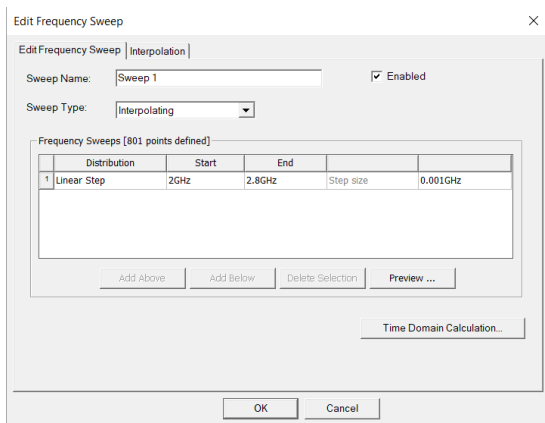 Edit Frequency Sweep
Edit Frequency Sweep Interpolation
Sweep Name: Sweep 1 Enabled
Sweep Type: Interpolating
Frequency Sweeps [801 points defined]
Distribution Start End
1 Linear Step 2GHz 2.8GHz Step size 0.001GHz
Add Above Add Below Delete Selection Preview ...
Time Domain Calculation...
OK Cancel